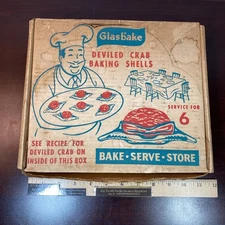 Glasbake
DEVILED CRAB
BAKING SHELLS
SERVICE FOR
6
SEE RECIPE FOR
DEVILED CRAB ON
INSIDE OF THIS BOX
BAKE · SERVE · STORE